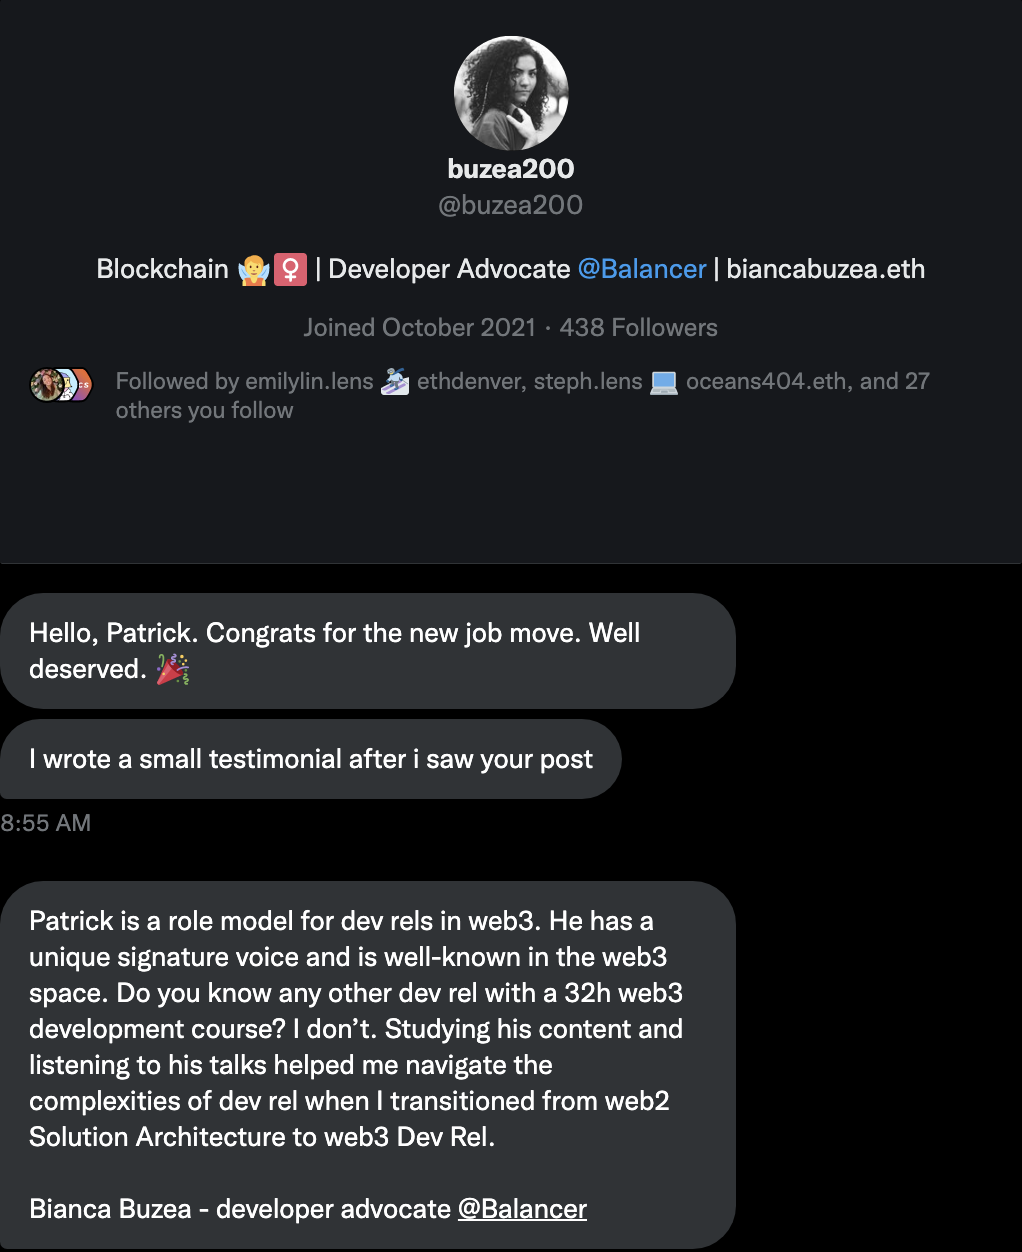 buzea200
@buzea200
Blockchain 🧚‍♀️ | Developer Advocate @Balancer | biancabuzea.eth
Joined October 2021 · 438 Followers
Followed by emilylin.lens 🏂 ethdenver, steph.lens 💻 oceans404.eth, and 27
others you follow
Hello, Patrick. Congrats for the new job move. Well
deserved. 🎉
I wrote a small testimonial after i saw your post
8:55 AM
Patrick is a role model for dev rels in web3. He has a
unique signature voice and is well-known in the web3
space. Do you know any other dev rel with a 32h web3
development course? I don’t. Studying his content and
listening to his talks helped me navigate the
complexities of dev rel when I transitioned from web2
Solution Architecture to web3 Dev Rel.
Bianca Buzea - developer advocate @Balancer